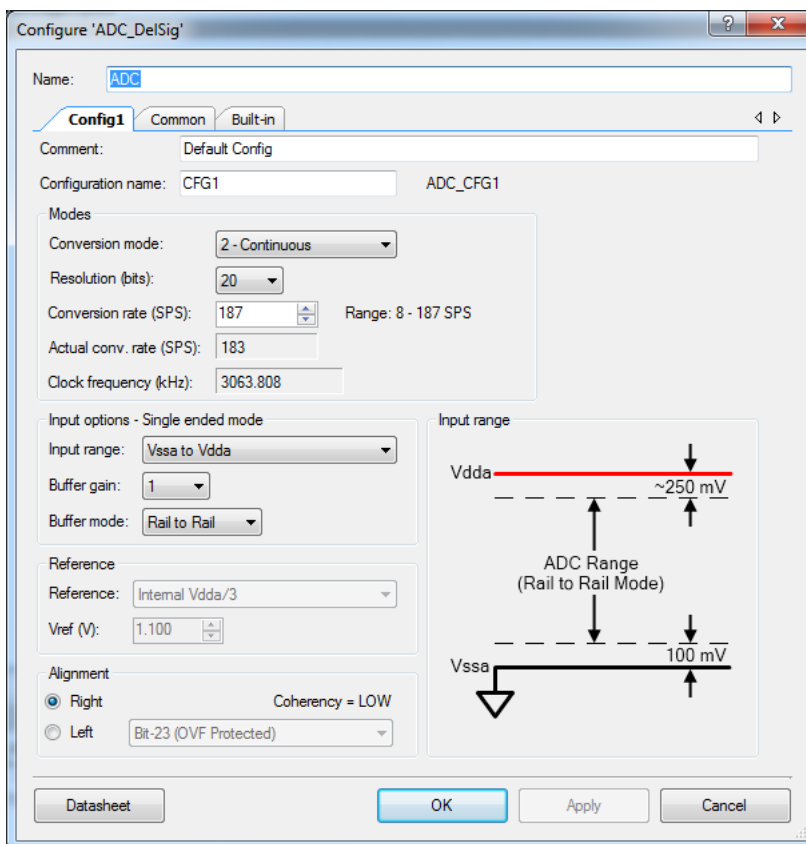 Configure 'ADC_DelSig'
?
Name: ADC
Config1 Common Built-in
Comment: Default Config
Configuration name: CFG1 ADC_CFG1
Modes
Conversion mode: 2 - Continuous
Resolution (bits): 20
Conversion rate (SPS): 187 Range: 8 - 187 SPS
Actual conv. rate (SPS): 183
Clock frequency (kHz): 3063.808
Input options - Single ended mode
Input range: Vssa to Vdda
Buffer gain: 1
Buffer mode: Rail to Rail
Input range
Vdda
~250 mV
ADC Range
(Rail to Rail Mode)
100 mV
Vssa
Reference
Reference: Internal Vdda/3
Vref (V): 1.100
Alignment
Right Coherency = LOW
Left Bit-23 (OVF Protected)
Datasheet OK Apply Cancel